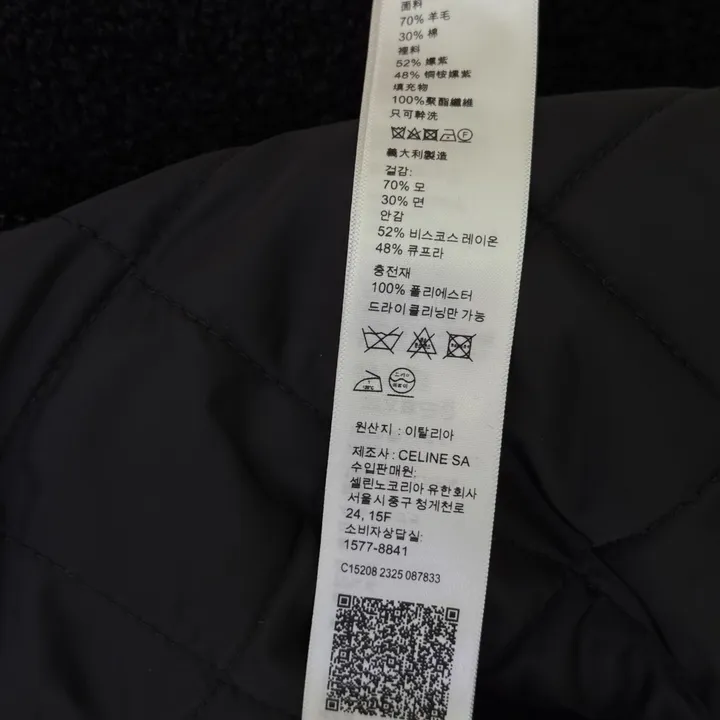 面料
70% 羊毛
30% 棉
裡料
52% 嫘縈
48% 铜铵嫘縈
填充物
100%聚酯纖維
只可幹洗
義大利製造
겉감:
70% 모
30% 면
안감
52% 비스코스 레이온
48% 큐프라
충전재
100% 폴리에스터
드라이 클리닝만 가능
원산지 : 이탈리아
제조사 : CELINE SA
수입판매원:
셀린느코리아 유한회사
서울시 중구 청계천로
24, 15F
소비자상담실:
1577-8841
C15208 2325 087833